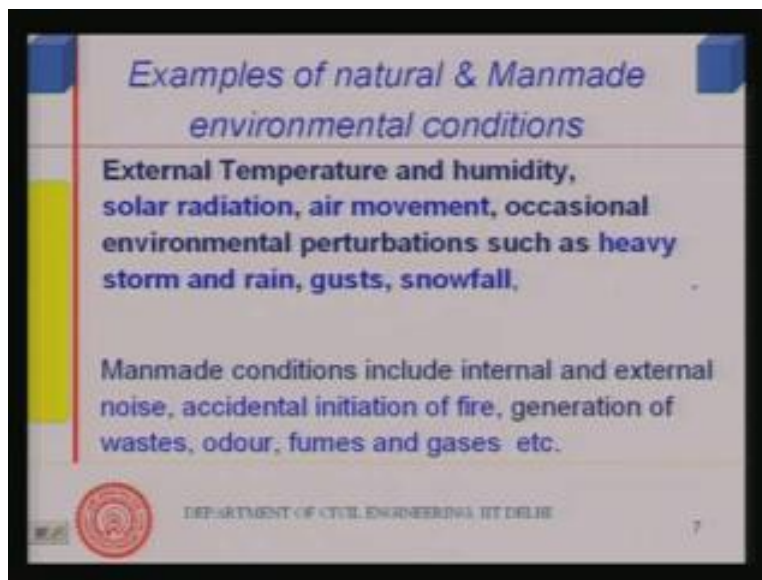 Examples of natural & Manmade
environmental conditions
External Temperature and humidity,
solar radiation, air movement, occasional
environmental perturbations such as heavy
storm and rain, gusts, snowfall.
Manmade conditions include internal and external
noise, accidental initiation of fire, generation of
wastes, odour, fumes and gases etc.
DEPARTMENT OF CIVIL ENGINEERING, IIT DELHI
7